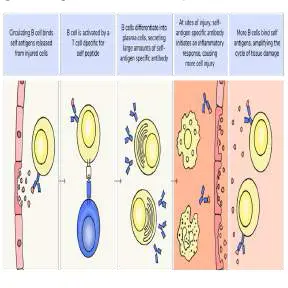 Circulating B cell binds
self antigens released
from injured cells
B cell is activated by a
T cell specific for
self peptide
B cells differentiate into
plasma cells, secreting
large amounts of self-
antigen specific antibody
At sites of injury, self-
antigen specific antibody
initiates an inflammatory
response, causing
more cell injury
More B cells bind self
antigens, amplifying the
cycle of tissue damage